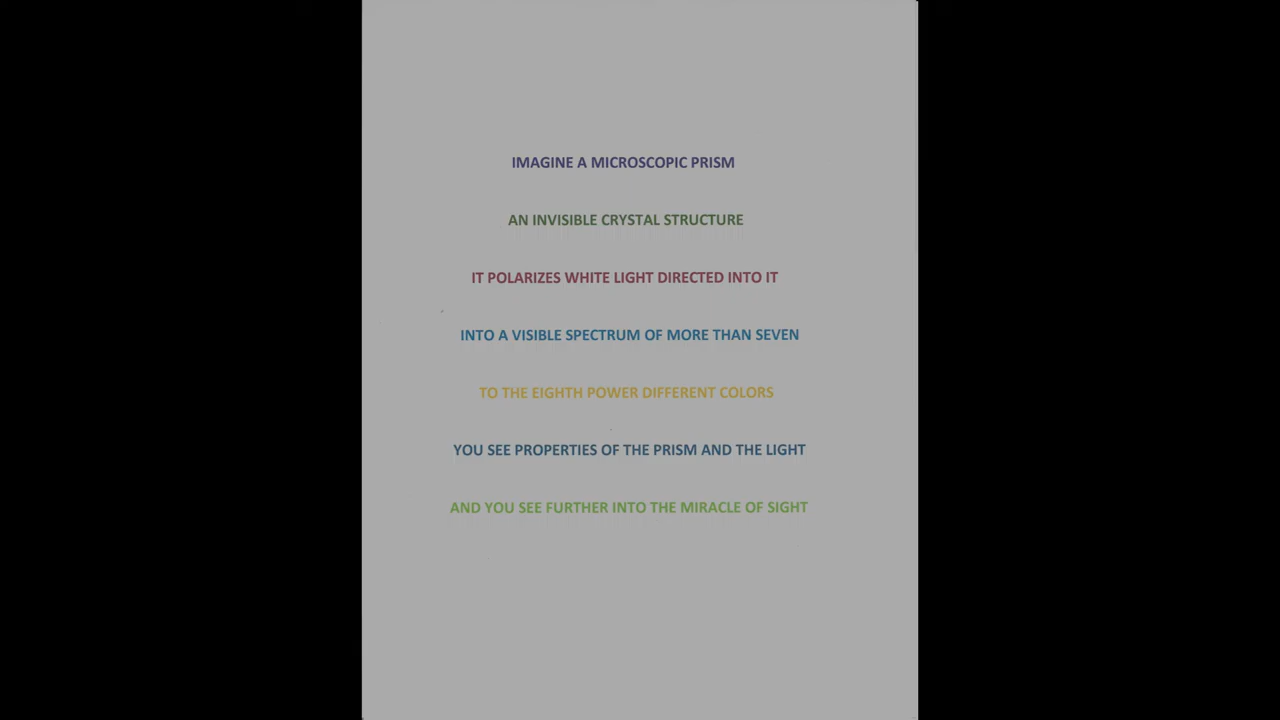 IMAGINE A MICROSCOPIC PRISM
AN INVISIBLE CRYSTAL STRUCTURE
IT POLARIZES WHITE LIGHT DIRECTED INTO IT
INTO A VISIBLE SPECTRUM OF MORE THAN SEVEN
TO THE EIGHTH POWER DIFFERENT COLORS
YOU SEE PROPERTIES OF THE PRISM AND THE LIGHT
AND YOU SEE FURTHER INTO THE MIRACLE OF SIGHT